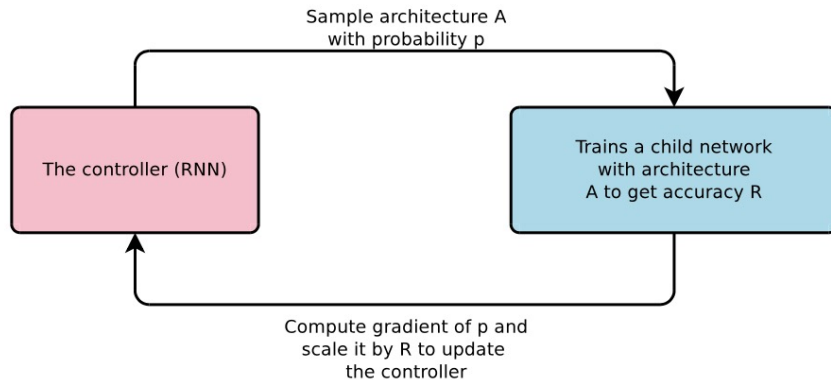 Sample architecture A
with probability p
The controller (RNN)
Trains a child network
with architecture
A to get accuracy R
Compute gradient of p and
scale it by R to update
the controller